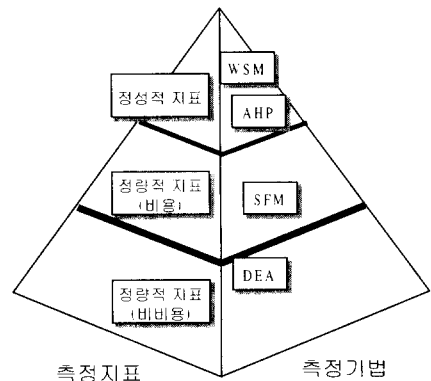 WSM
정성적 지표
AHP
정량적 지표
(비용)
SFM
DEA
정량적 지표
(비비용)
측정지표
측정기법